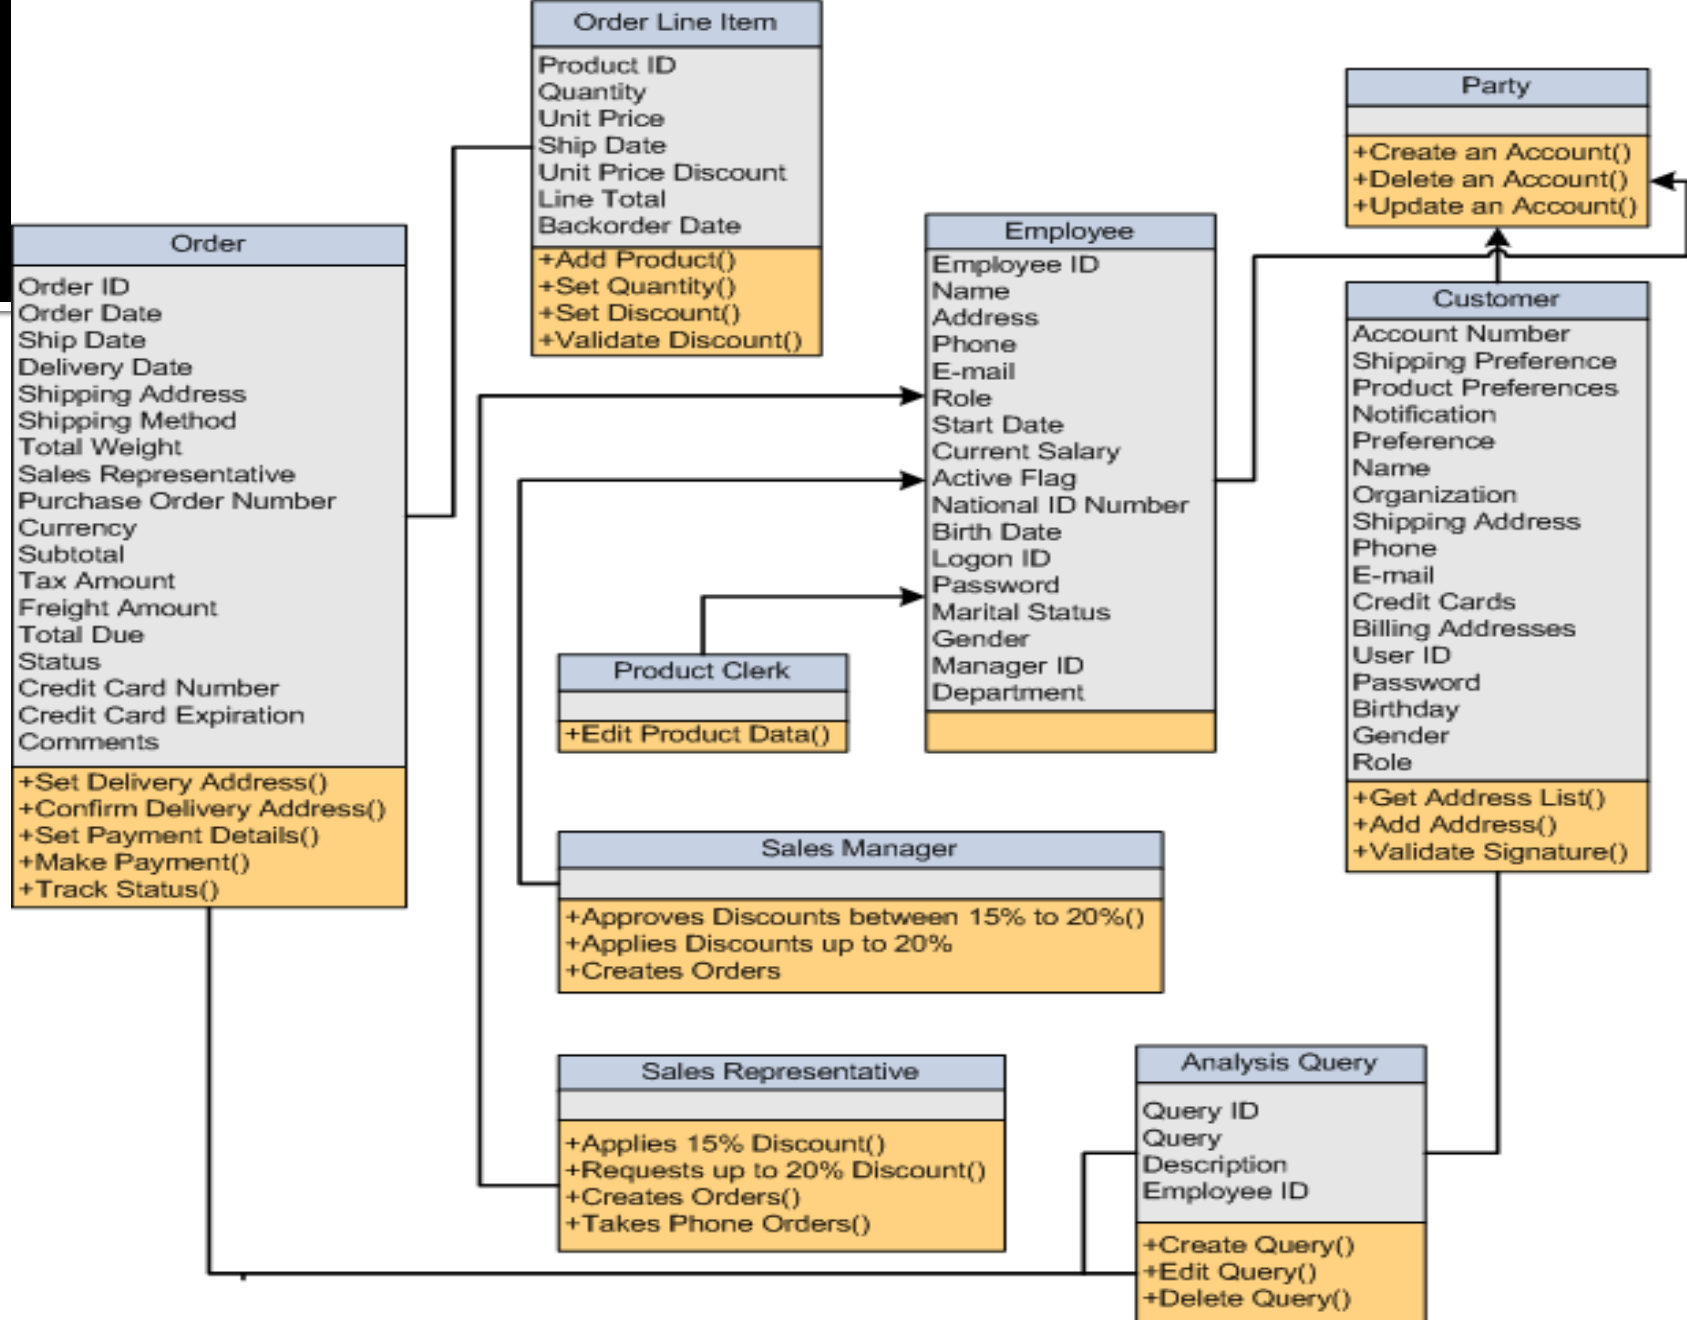 Order Line Item
Product ID
Quantity
Unit Price
Ship Date
Unit Price Discount
Line Total
Backorder Date
+Add Product()
+Set Quantity()
+Set Discount()
+Validate Discount()
Party
+Create an Account()
+Delete an Account()
+Update an Account()
Order
Order ID
Order Date
Ship Date
Delivery Date
Shipping Address
Shipping Method
Total Weight
Sales Representative
Purchase Order Number
Currency
Subtotal
Tax Amount
Freight Amount
Total Due
Status
Credit Card Number
Credit Card Expiration
Comments
+Set Delivery Address()
+Confirm Delivery Address()
+Set Payment Details()
+Make Payment()
+Track Status()
Employee
Employee ID
Name
Address
Phone
E-mail
Role
Start Date
Current Salary
Active Flag
National ID Number
Birth Date
Logon ID
Password
Marital Status
Gender
Manager ID
Department
Customer
Account Number
Shipping Preference
Product Preferences
Notification
Preference
Name
Organization
Shipping Address
Phone
E-mail
Credit Cards
Billing Addresses
User ID
Password
Birthday
Gender
Role
+Get Address List()
+Add Address()
+Validate Signature()
Product Clerk
+Edit Product Data()
Sales Manager
+Approves Discounts between 15% to 20%()
+Applies Discounts up to 20%
+Creates Orders
Sales Representative
+Applies 15% Discount()
+Requests up to 20% Discount()
+Creates Orders()
+Takes Phone Orders()
Analysis Query
Query ID
Query
Description
Employee ID
+Create Query()
+Edit Query()
+Delete Query()